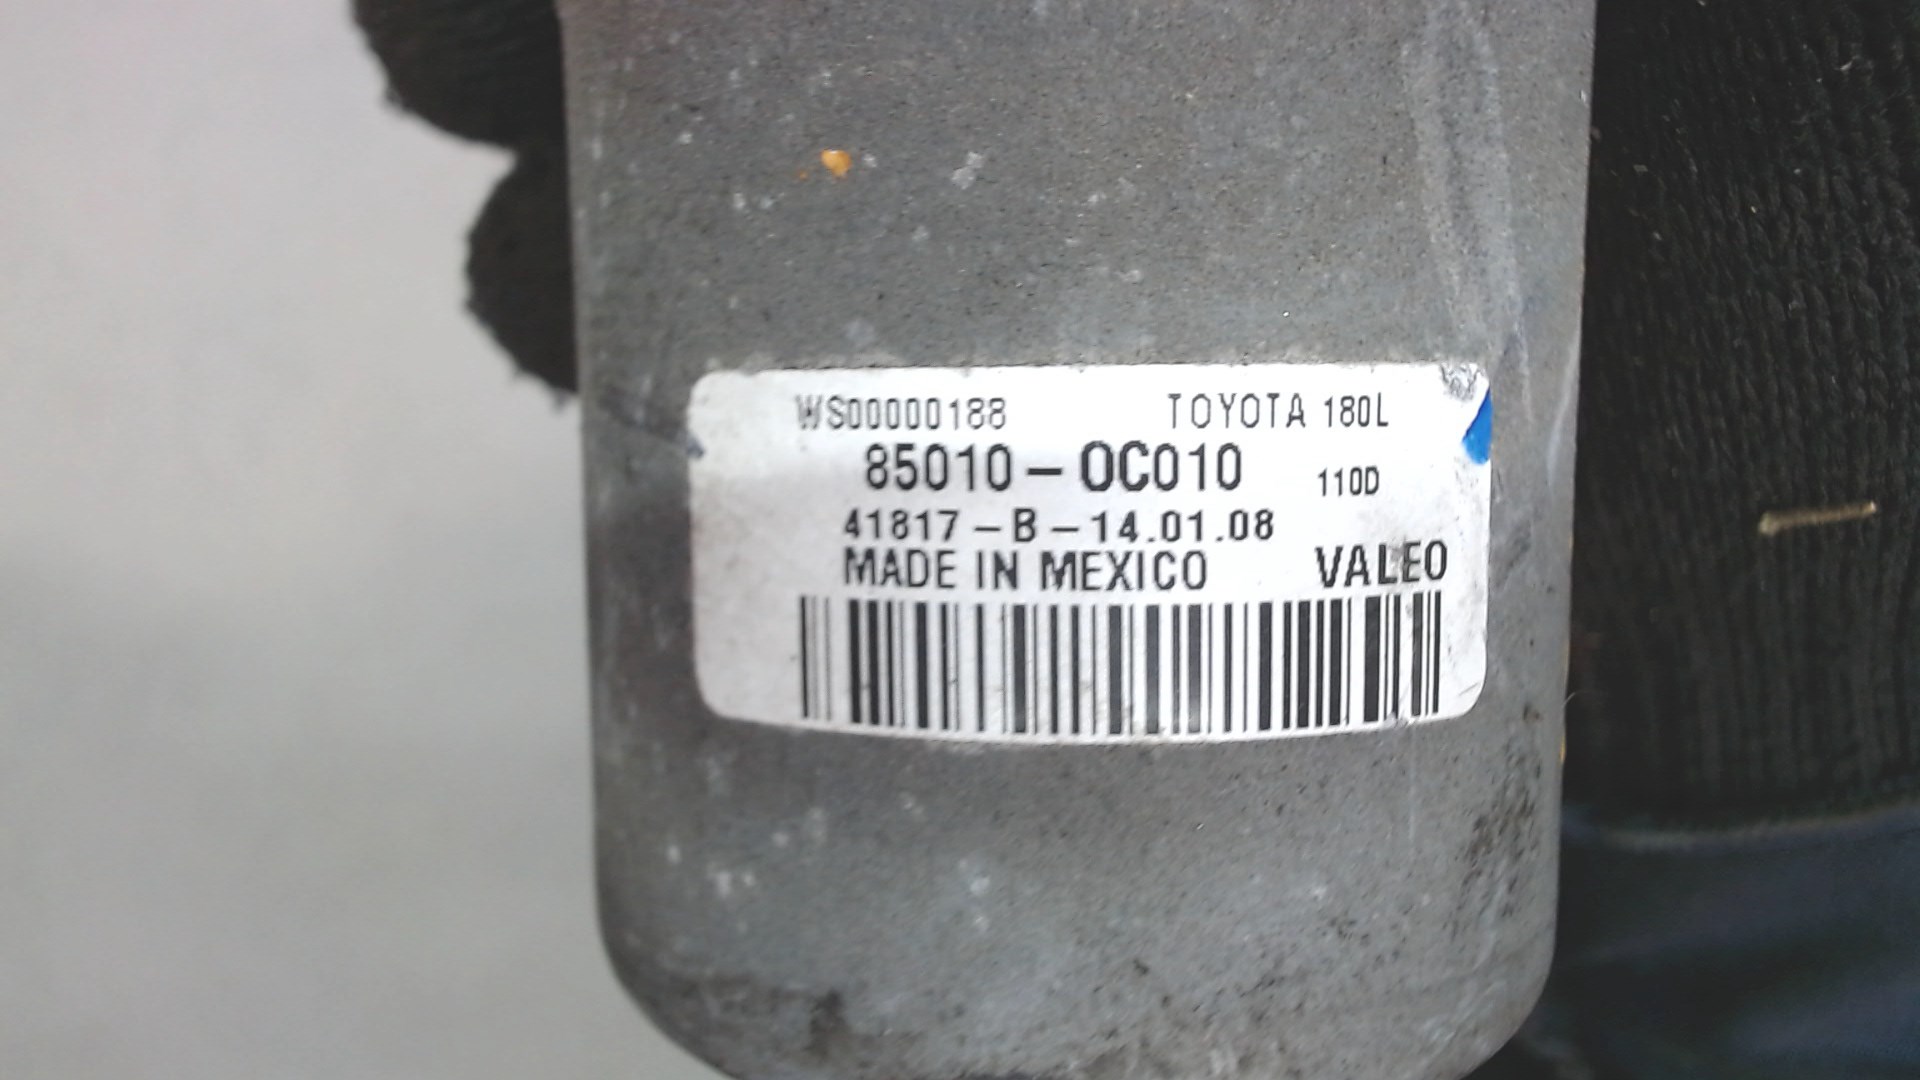 WS00000188 TOYOTA 180L
85010-0C010 110D
41817-B-14.01.08
MADE IN MEXICO VALEO